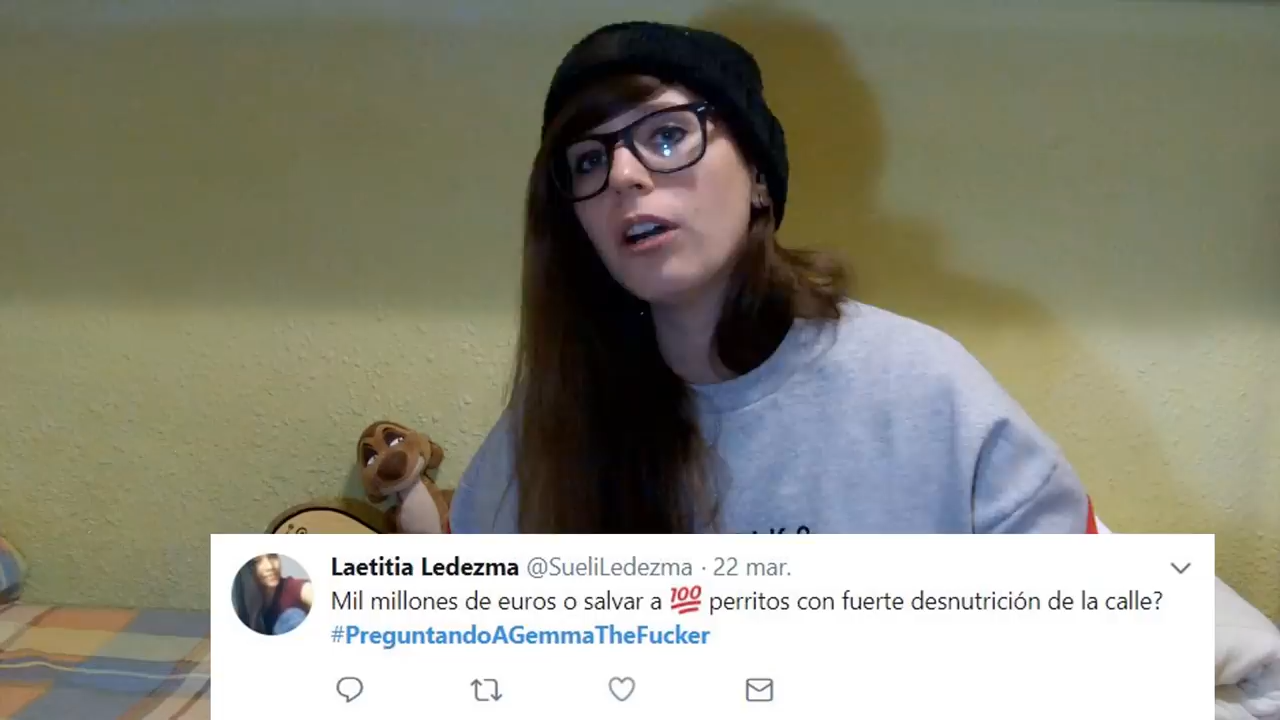 Laetitia Ledezma @SueliLedezma · 22 mar.
Mil millones de euros o salvar a 💯 perritos con fuerte desnutrición de la calle?
#PreguntandoAGemmaTheFucker